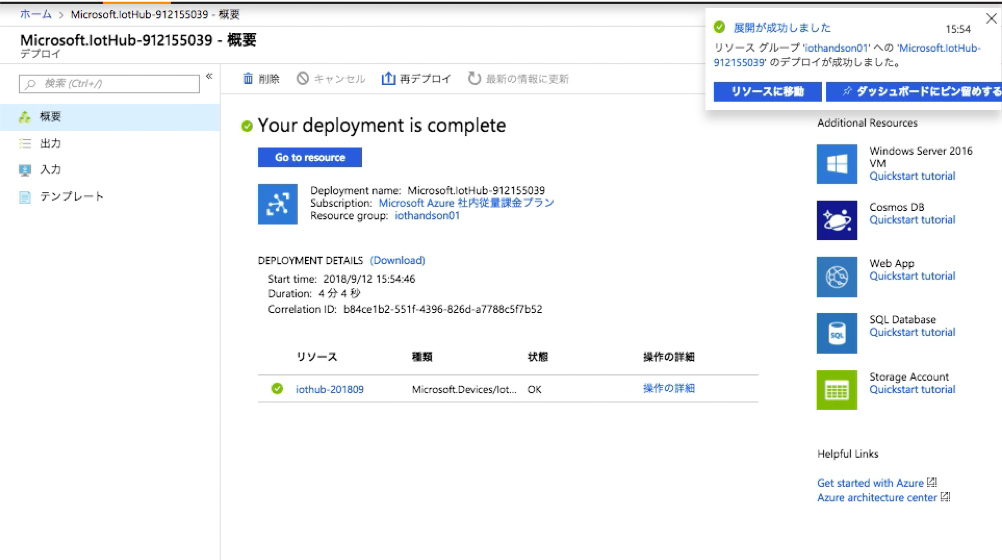 ホーム > Microsoft.IotHub-912155039 - 概要
Microsoft.IotHub-912155039 - 概要
デプロイ
検索 (Ctrl+/)
概要
出力
入力
テンプレート
削除 キャンセル 再デプロイ 最新の情報に更新
Your deployment is complete
Go to resource
Deployment name: Microsoft.IotHub-912155039
Subscription: Microsoft Azure 社内従量課金プラン
Resource group: iothandson01
DEPLOYMENT DETAILS (Download)
Start time: 2018/9/12 15:54:46
Duration: 4 分 4 秒
Correlation ID: b84ce1b2-551f-4396-826d-a7788c5f7b52
リソース 種類 状態 操作の詳細
iothub-201809 Microsoft.Devices/Iot... OK 操作の詳細
展開が成功しました 15:54
リソース グループ 'iothandson01' への 'Microsoft.IotHub-
912155039' のデプロイが成功しました。
リソースに移動 ダッシュボードにピン留めする
Additional Resources
Windows Server 2016
VM
Quickstart tutorial
Cosmos DB
Quickstart tutorial
Web App
Quickstart tutorial
SQL
SQL Database
Quickstart tutorial
Storage Account
Quickstart tutorial
Helpful Links
Get started with Azure
Azure architecture center